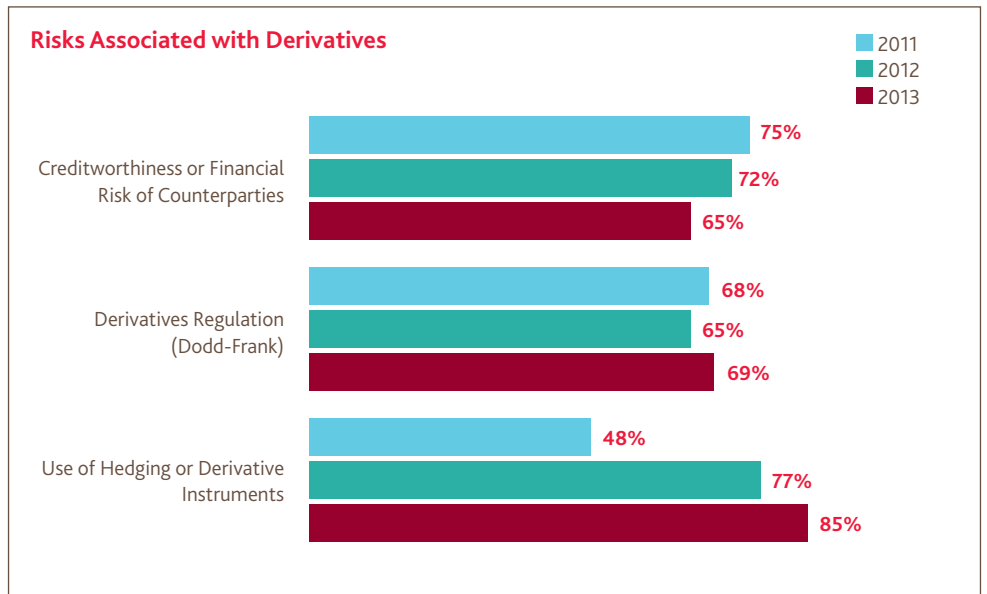 Risks Associated with Derivatives
2011
2012
2013
Creditworthiness or Financial
Risk of Counterparties
75%
72%
65%
Derivatives Regulation
(Dodd-Frank)
68%
65%
69%
Use of Hedging or Derivative
Instruments
48%
77%
85%